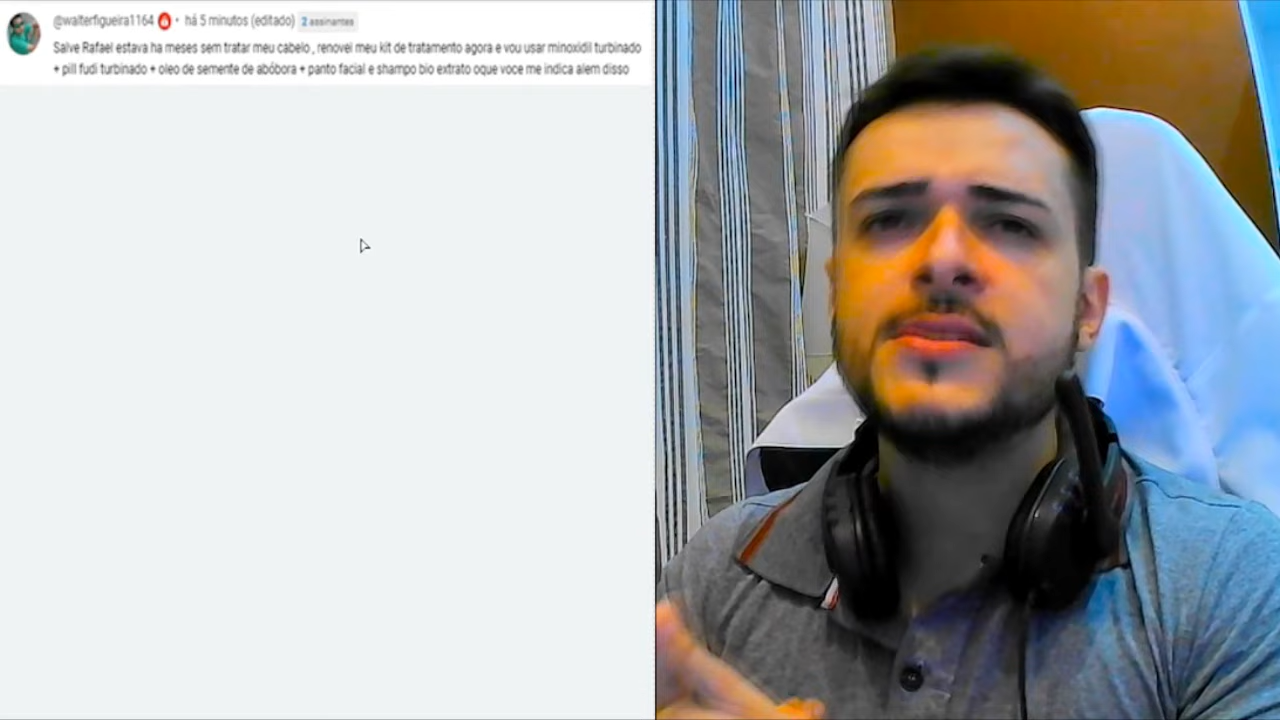 @walterfigueira1164 • há 5 minutos (editado) 2 assinantes
Salve Rafael estava ha meses sem tratar meu cabelo , renovei meu kit de tratamento agora e vou usar minoxidil turbinado
+ pill fudi turbinado + oleo de semente de abóbora + panto facial e shampo bio extrato oque voce me indica alem disso